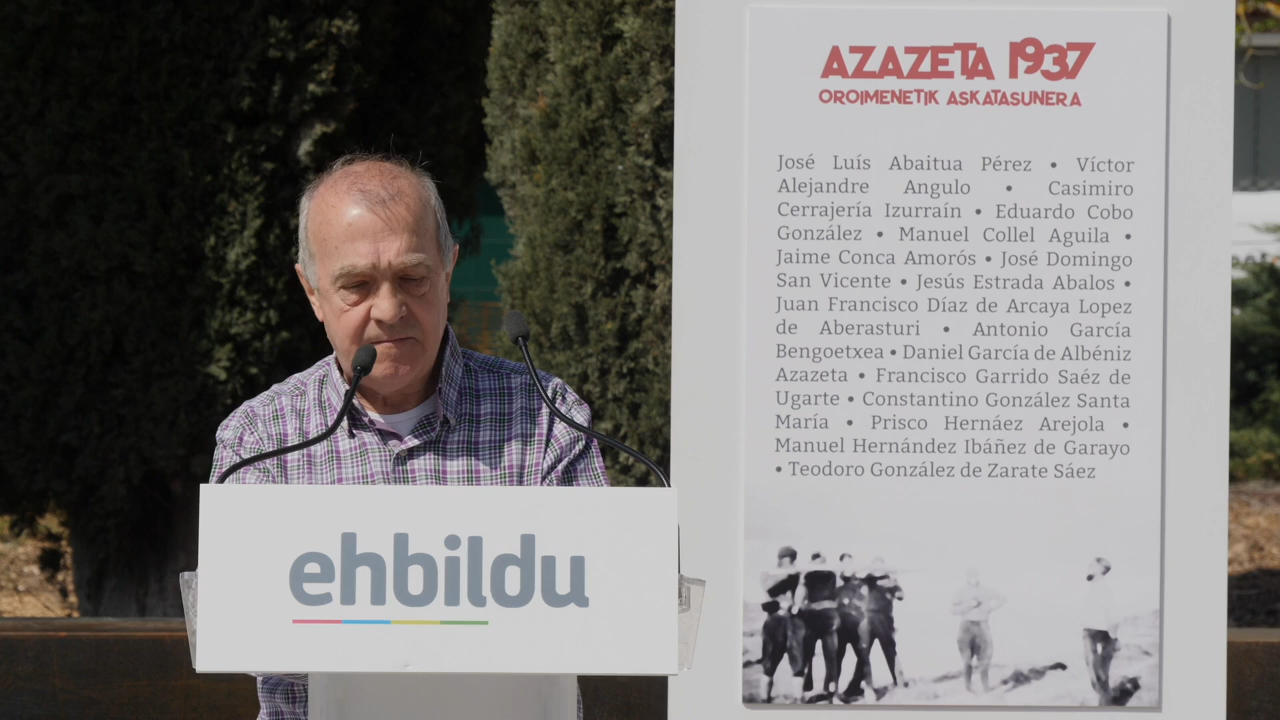 AZAZETA 1937
OROIMENETIK ASKATASUNERA
José Luís Abaitua Pérez • Víctor
Alejandre Angulo • Casimiro
Cerrajería Izurraín • Eduardo Cobo
González • Manuel Collel Aguila •
Jaime Conca Amorós • José Domingo
San Vicente • Jesús Estrada Abalos •
Juan Francisco Díaz de Arcaya Lopez
de Aberasturi • Antonio García
Bengoetxea • Daniel García de Albéniz
Azazeta • Francisco Garrido Saéz de
Ugarte • Constantino González Santa
María • Prisco Hernáez Arejola •
Manuel Hernández Ibáñez de Garayo
• Teodoro González de Zarate Sáez
ehbildu